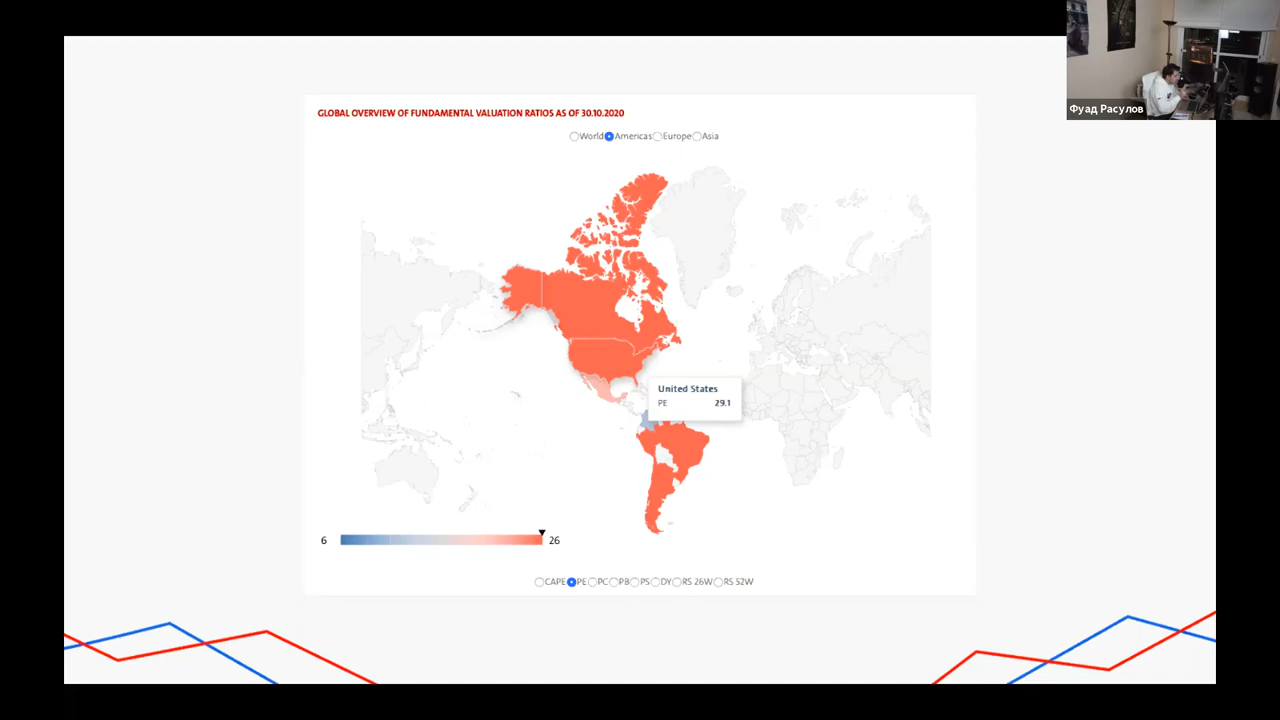 Фуад Расулов
GLOBAL OVERVIEW OF FUNDAMENTAL VALUATION RATIOS AS OF 30.10.2020
World Americas Europe Asia
United States
PE 29.1
6 26
CAPE PE PC PB PS DY RS 26W RS 52W